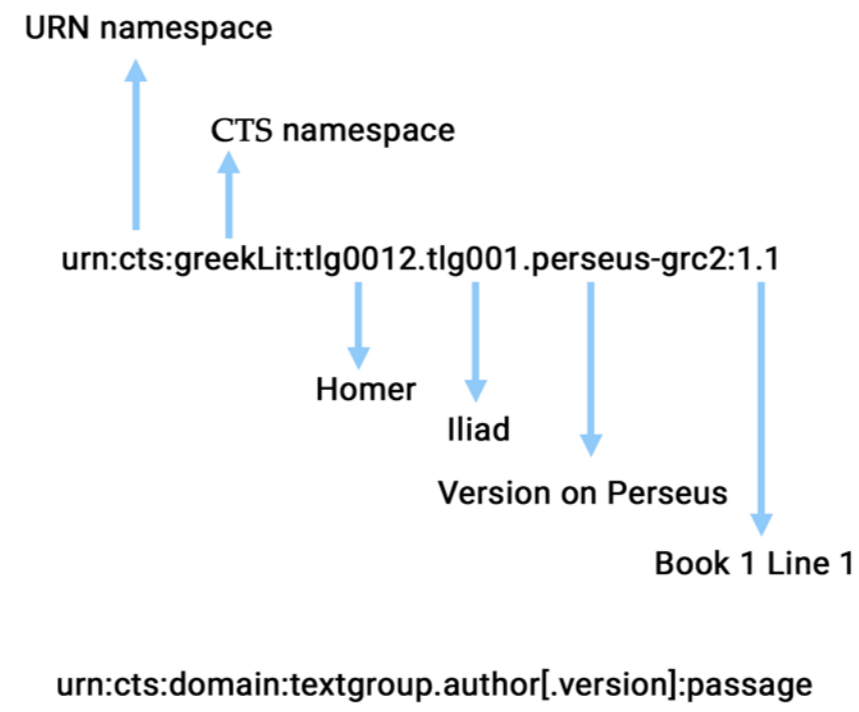 URN namespace
CTS namespace
urn:cts:greekLit:tlg0012.tlg001.perseus-grc2:1.1
Homer
Iliad
Version on Perseus
Book 1 Line 1
urn:cts:domain:textgroup.author[.version]:passage